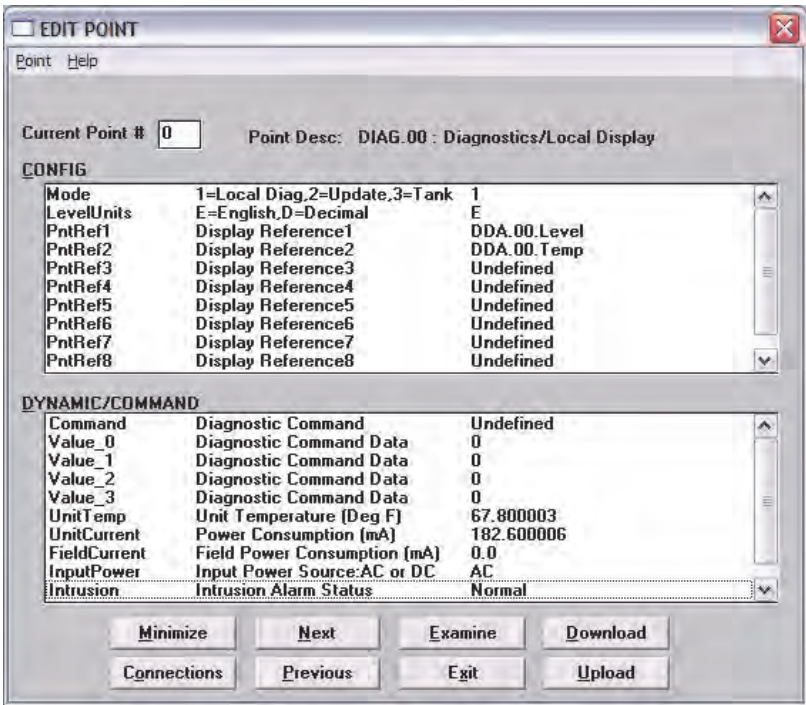 EDIT POINT
Point Help
Current Point # 0 Point Desc: DIAG.00 : Diagnostics/Local Display
CONFIG
Mode 1=Local Diag,2=Update,3=Tank 1
LevelUnits E=English,D=Decimal E
PntRef1 Display Reference1 DDA.00.Level
PntRef2 Display Reference2 DDA.00.Temp
PntRef3 Display Reference3 Undefined
PntRef4 Display Reference4 Undefined
PntRef5 Display Reference5 Undefined
PntRef6 Display Reference6 Undefined
PntRef7 Display Reference7 Undefined
PntRef8 Display Reference8 Undefined
DYNAMIC/COMMAND
Command Diagnostic Command Undefined
Value_0 Diagnostic Command Data 0
Value_1 Diagnostic Command Data 0
Value_2 Diagnostic Command Data 0
Value_3 Diagnostic Command Data 0
UnitTemp Unit Temperature (Deg F) 67.800003
UnitCurrent Power Consumption (mA) 182.600006
FieldCurrent Field Power Consumption (mA) 0.0
InputPower Input Power Source:AC or DC AC
Intrusion Intrusion Alarm Status Normal
Minimize Next Examine Download
Connections Previous Exit Upload